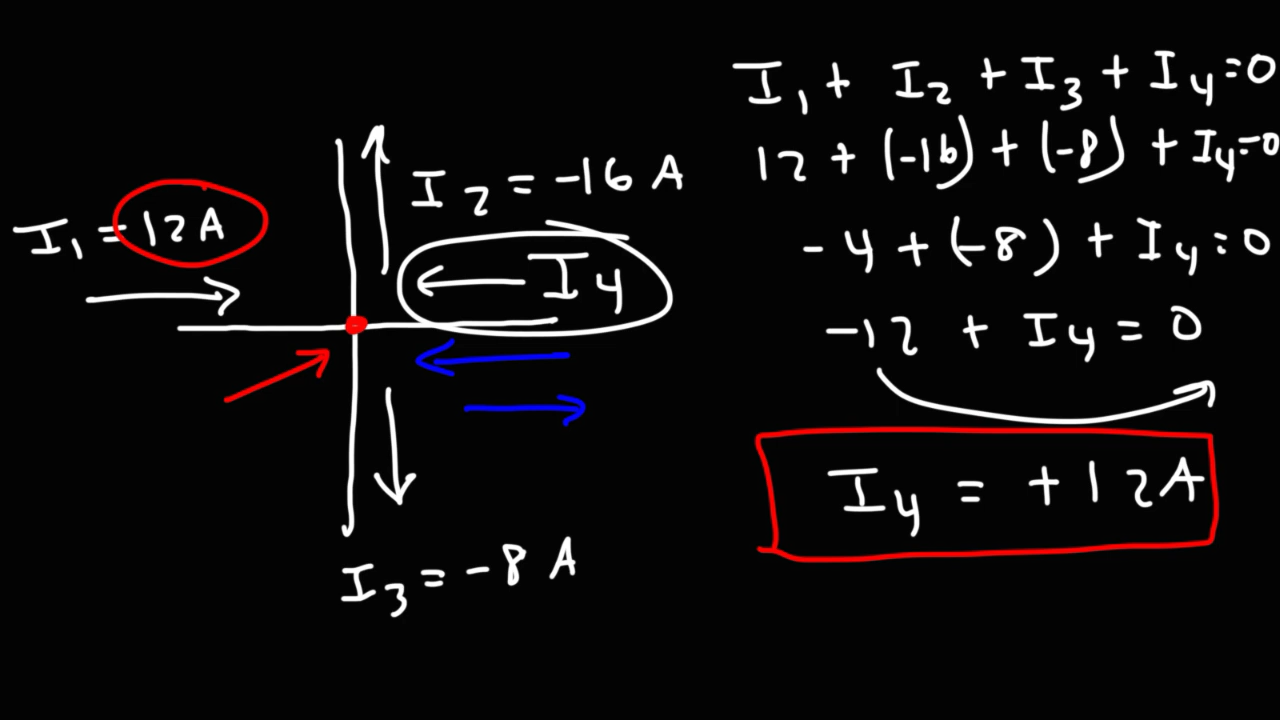 I₁ = 12A
I₂ = -16 A
I₄
I₃ = -8 A
I₁ + I₂ + I₃ + I₄ = 0
12 + (-16) + (-8) + I₄ = 0
-4 + (-8) + I₄ = 0
-12 + I₄ = 0
I₄ = +12A